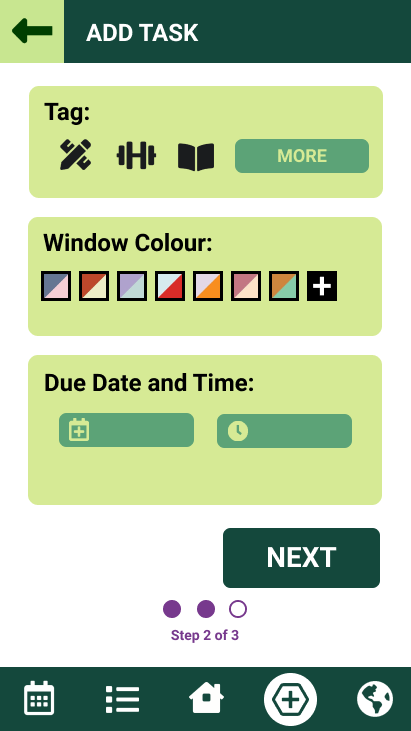 ADD TASK
Tag:
MORE
Window Colour:
Due Date and Time:
NEXT
Step 2 of 3